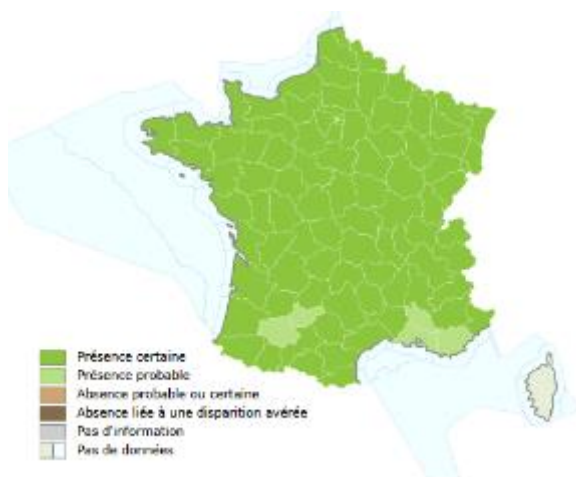 Présence certaine
Présence probable
Absence probable ou certaine
Absence liée à une disparition avérée
Pas d'information
Pas de données